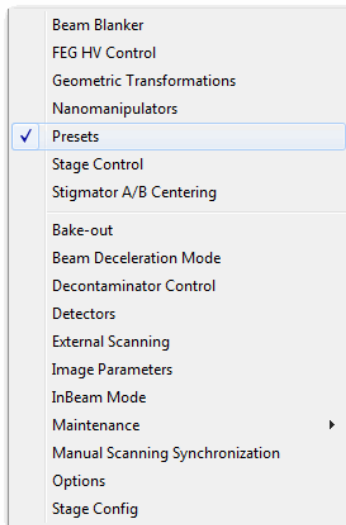 Beam Blanker
FEG HV Control
Geometric Transformations
Nanomanipulators
Presets
Stage Control
Stigmator A/B Centering
Bake-out
Beam Deceleration Mode
Decontaminator Control
Detectors
External Scanning
Image Parameters
InBeam Mode
Maintenance
Manual Scanning Synchronization
Options
Stage Config